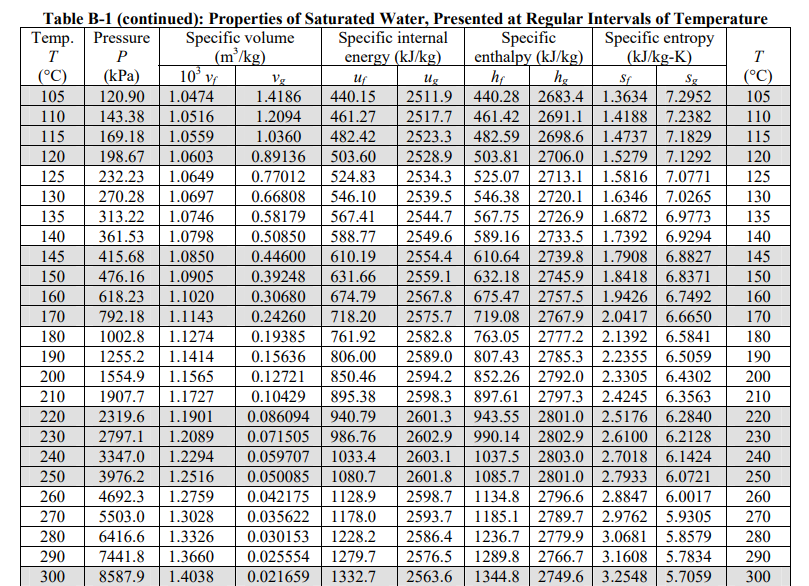 Table B-1 (continued): Properties of Saturated Water, Presented at Regular Intervals of Temperature
Temp. Pressure Specific volume Specific internal Specific Specific entropy
T P (m³/kg) energy (kJ/kg) enthalpy (kJ/kg) (kJ/kg-K) T
(°C) (kPa) 10³ vf vg uf ug hf hg sf sg (°C)
105 120.90 1.0474 1.4186 440.15 2511.9 440.28 2683.4 1.3634 7.2952 105
110 143.38 1.0516 1.2094 461.27 2517.7 461.42 2691.1 1.4188 7.2382 110
115 169.18 1.0559 1.0360 482.42 2523.3 482.59 2698.6 1.4737 7.1829 115
120 198.67 1.0603 0.89136 503.60 2528.9 503.81 2706.0 1.5279 7.1292 120
125 232.23 1.0649 0.77012 524.83 2534.3 525.07 2713.1 1.5816 7.0771 125
130 270.28 1.0697 0.66808 546.10 2539.5 546.38 2720.1 1.6346 7.0265 130
135 313.22 1.0746 0.58179 567.41 2544.7 567.75 2726.9 1.6872 6.9773 135
140 361.53 1.0798 0.50850 588.77 2549.6 589.16 2733.5 1.7392 6.9294 140
145 415.68 1.0850 0.44600 610.19 2554.4 610.64 2739.8 1.7908 6.8827 145
150 476.16 1.0905 0.39248 631.66 2559.1 632.18 2745.9 1.8418 6.8371 150
160 618.23 1.1020 0.30680 674.79 2567.8 675.47 2757.5 1.9426 6.7492 160
170 792.18 1.1143 0.24260 718.20 2575.7 719.08 2767.9 2.0417 6.6650 170
180 1002.8 1.1274 0.19385 761.92 2582.8 763.05 2777.2 2.1392 6.5841 180
190 1255.2 1.1414 0.15636 806.00 2589.0 807.43 2785.3 2.2355 6.5059 190
200 1554.9 1.1565 0.12721 850.46 2594.2 852.26 2792.0 2.3305 6.4302 200
210 1907.7 1.1727 0.10429 895.38 2598.3 897.61 2797.3 2.4245 6.3563 210
220 2319.6 1.1901 0.086094 940.79 2601.3 943.55 2801.0 2.5176 6.2840 220
230 2797.1 1.2089 0.071505 986.76 2602.9 990.14 2802.9 2.6100 6.2128 230
240 3347.0 1.2294 0.059707 1033.4 2603.1 1037.5 2803.0 2.7018 6.1424 240
250 3976.2 1.2516 0.050085 1080.7 2601.8 1085.7 2801.0 2.7933 6.0721 250
260 4692.3 1.2759 0.042175 1128.9 2598.7 1134.8 2796.6 2.8847 6.0017 260
270 5503.0 1.3028 0.035622 1178.0 2593.7 1185.1 2789.7 2.9762 5.9305 270
280 6416.6 1.3326 0.030153 1228.2 2586.4 1236.7 2779.9 3.0681 5.8579 280
290 7441.8 1.3660 0.025554 1279.7 2576.5 1289.8 2766.7 3.1608 5.7834 290
300 8587.9 1.4038 0.021659 1332.7 2563.6 1344.8 2749.6 3.2548 5.7059 300